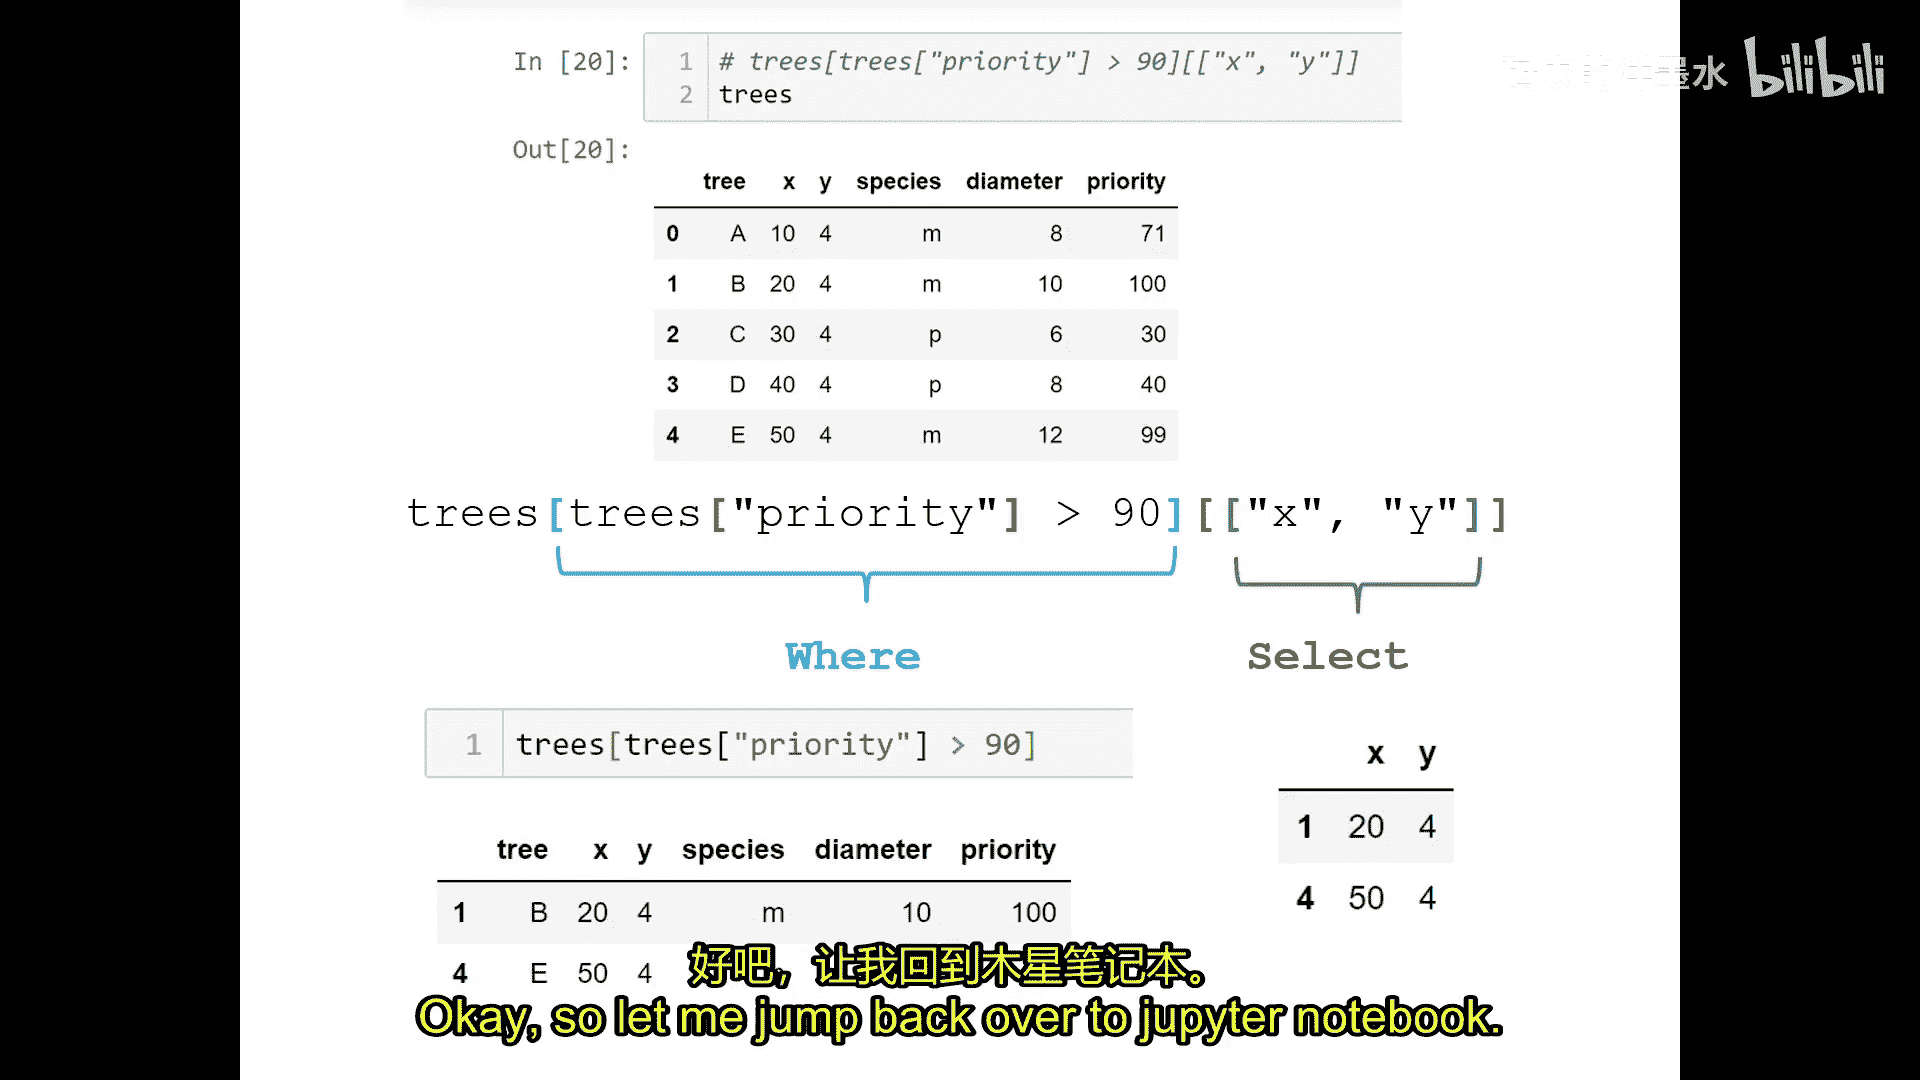 In [20]:
1 # trees[trees["priority"] > 90][["x", "y"]]
2 trees
水 bilibili
Out[20]:
tree x y species diameter priority
0 A 10 4 m 8 71
1 B 20 4 m 10 100
2 C 30 4 p 6 30
3 D 40 4 p 8 40
4 E 50 4 m 12 99
trees[trees["priority"] > 90][["x", "y"]]
Where
Select
1 trees[trees["priority"] > 90]
tree x y species diameter priority
1 B 20 4 m 10 100
4 E 50 4
x y
1 20 4
4 50 4
好吧，让我回到木星笔记本。
Okay, so let me jump back over to jupyter notebook.